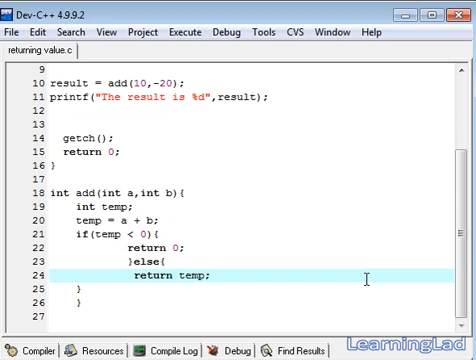 Dev-C++ 4.9.9.2
File Edit Search View Project Execute Debug Tools CVS Window Help
returning value.c
9
10 result = add(10,-20);
11 printf("The result is %d",result);
12
13
14 getch();
15 return 0;
16 }
17
18 int add(int a,int b){
19 int temp;
20 temp = a + b;
21 if(temp < 0){
22 return 0;
23 }else{
24 return temp;
25 }
26 }
27
LearningLad
Compiler Resources Compile Log Debug Find Results